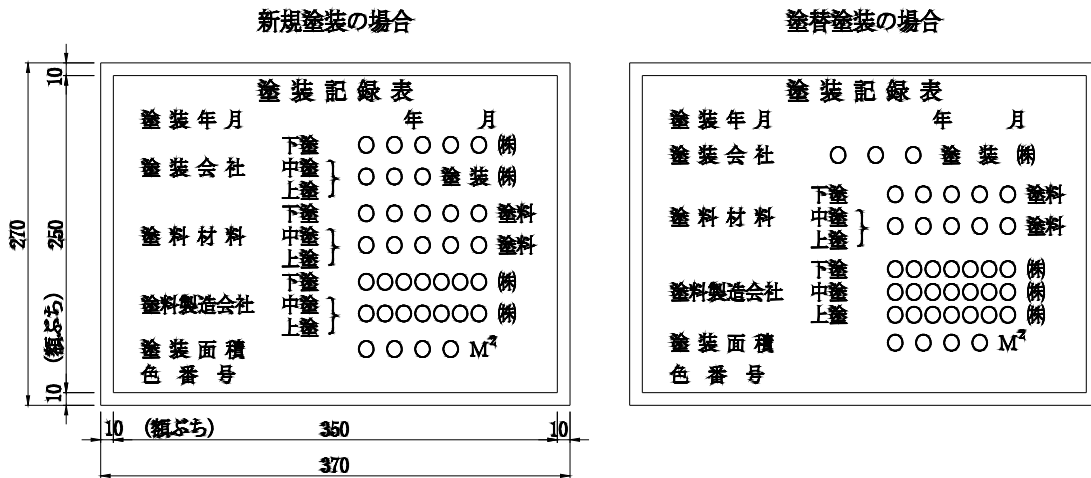 新規塗装の場合
塗装記録表
塗装年月 年 月
塗装会社 下塗 ○○○○○㈱
中塗
上塗 ○○○塗装㈱
塗料材料 下塗 ○○○○○塗料
中塗
上塗 ○○○○○塗料
塗料製造会社 下塗 ○○○○○○○㈱
中塗
上塗 ○○○○○○○㈱
塗装面積 ○○○○M²
色番号
10
250
(額ぶち)
10
270
10 (額ぶち) 350 10
370
塗替塗装の場合
塗装記録表
塗装年月 年 月
塗装会社 ○○○塗装㈱
塗料材料 下塗 ○○○○○塗料
中塗
上塗 ○○○○○塗料
塗料製造会社 下塗 ○○○○○○○㈱
中塗 ○○○○○○○㈱
上塗 ○○○○○○○㈱
塗装面積 ○○○○M²
色番号